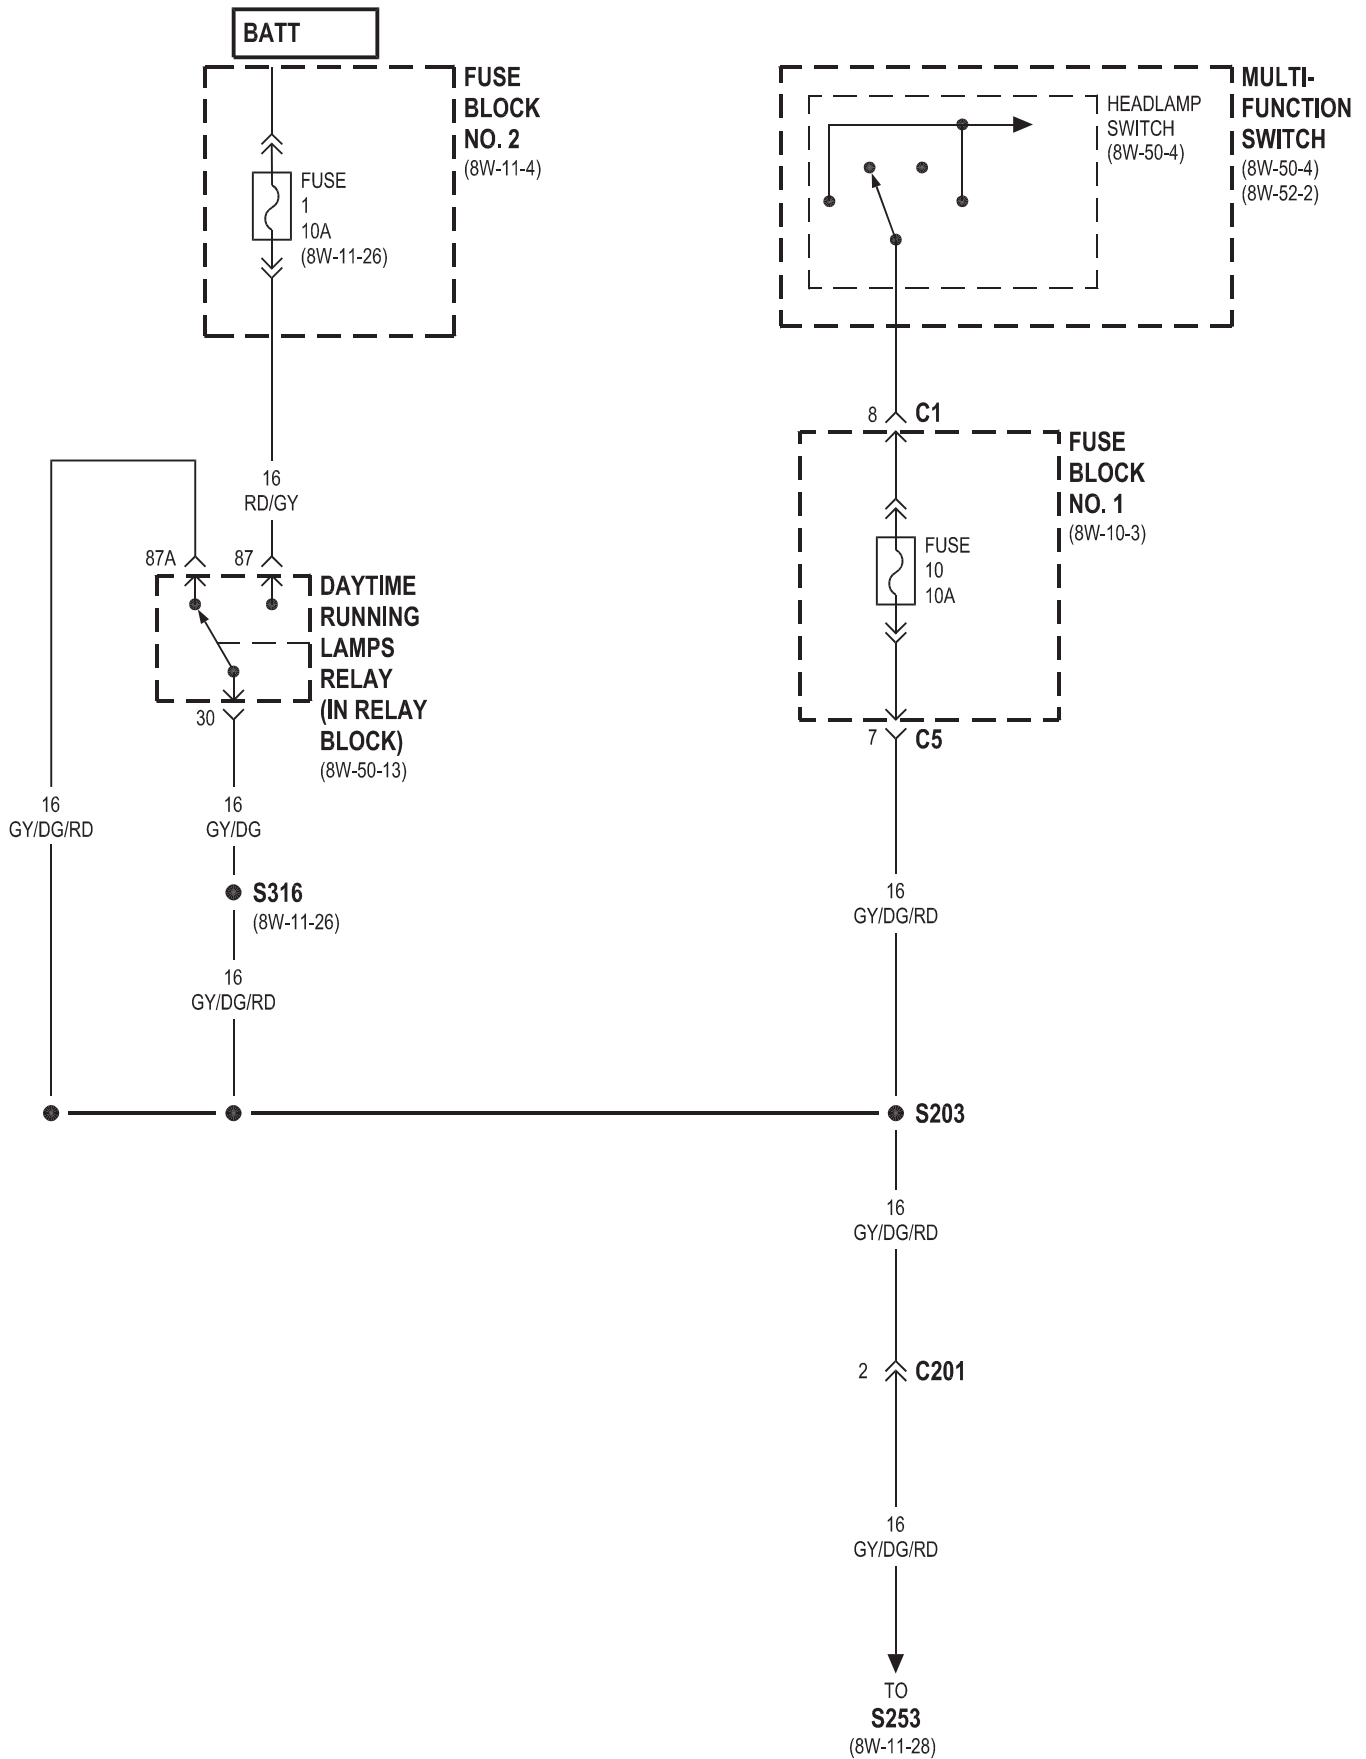 BATT
FUSE
BLOCK
NO. 2
(8W-11-4)
FUSE
1
10A
(8W-11-26)
MULTI-
FUNCTION
SWITCH
(8W-50-4)
(8W-52-2)
HEADLAMP
SWITCH
(8W-50-4)
8
C1
FUSE
BLOCK
NO. 1
(8W-10-3)
FUSE
10
10A
7
C5
16
RD/GY
87A
87
DAYTIME
RUNNING
LAMPS
RELAY
(IN RELAY
BLOCK)
(8W-50-13)
30
16
GY/DG/RD
16
GY/DG
S316
(8W-11-26)
16
GY/DG/RD
16
GY/DG/RD
S203
16
GY/DG/RD
2
C201
16
GY/DG/RD
TO
S253
(8W-11-28)